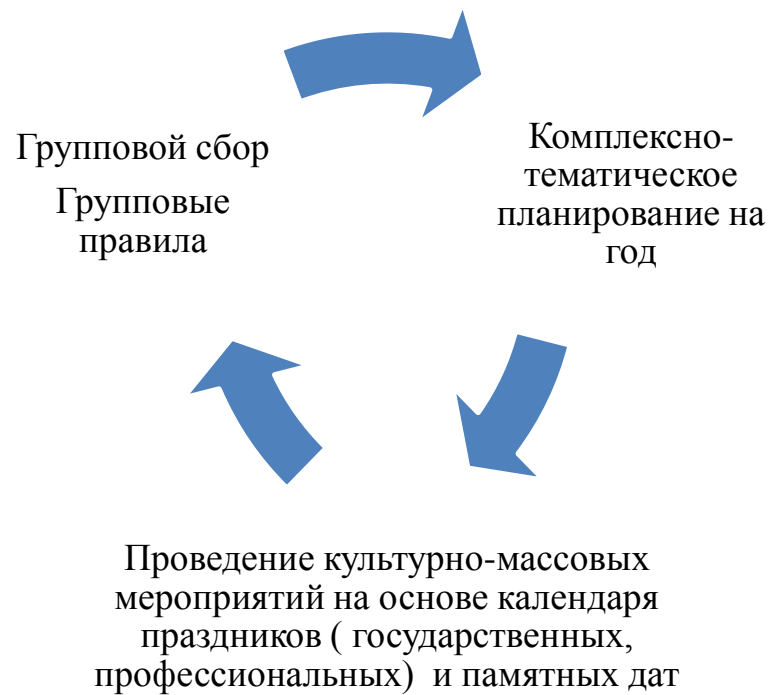 Групповой сбор
Групповые
правила
Комплексно-
тематическое
планирование на
год
Проведение культурно-массовых
мероприятий на основе календаря
праздников ( государственных,
профессиональных)  и памятных дат